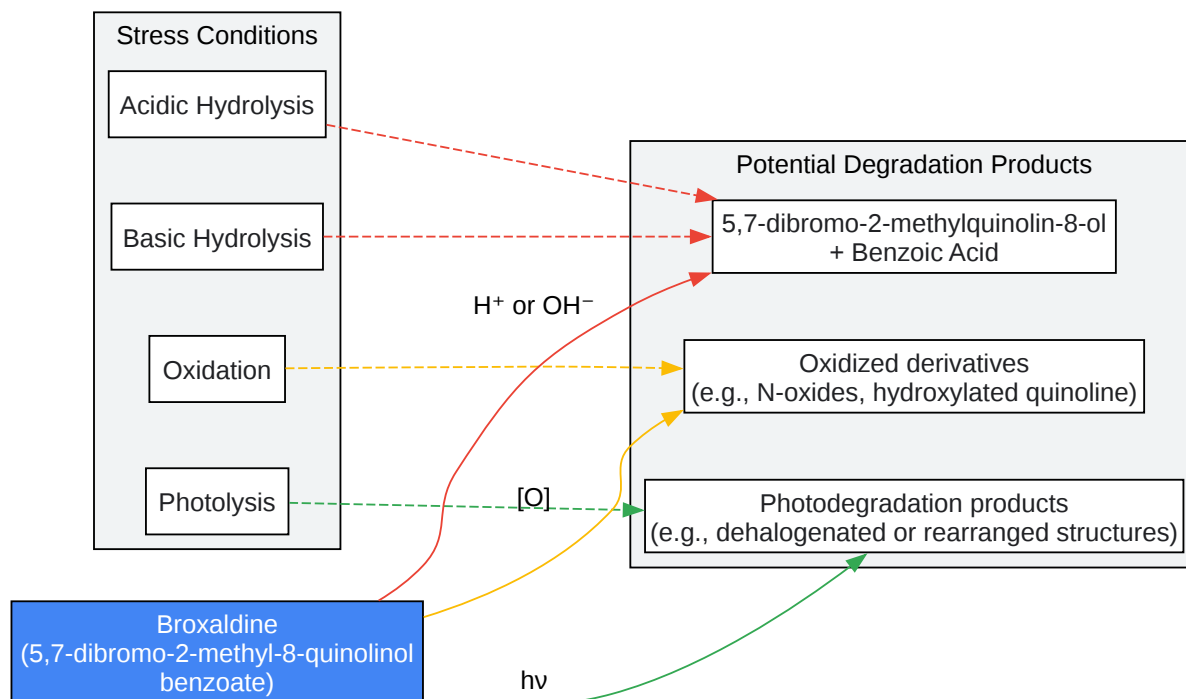 Stress Conditions
Acidic Hydrolysis
Basic Hydrolysis
Oxidation
Photolysis
Potential Degradation Products
5,7-dibromo-2-methylquinolin-8-ol
+ Benzoic Acid
Oxidized derivatives
(e.g., N-oxides, hydroxylated quinoline)
Photodegradation products
(e.g., dehalogenated or rearranged structures)
H⁺ or OH⁻
[O]
hν
Broxaldine
(5,7-dibromo-2-methyl-8-quinolinol
benzoate)